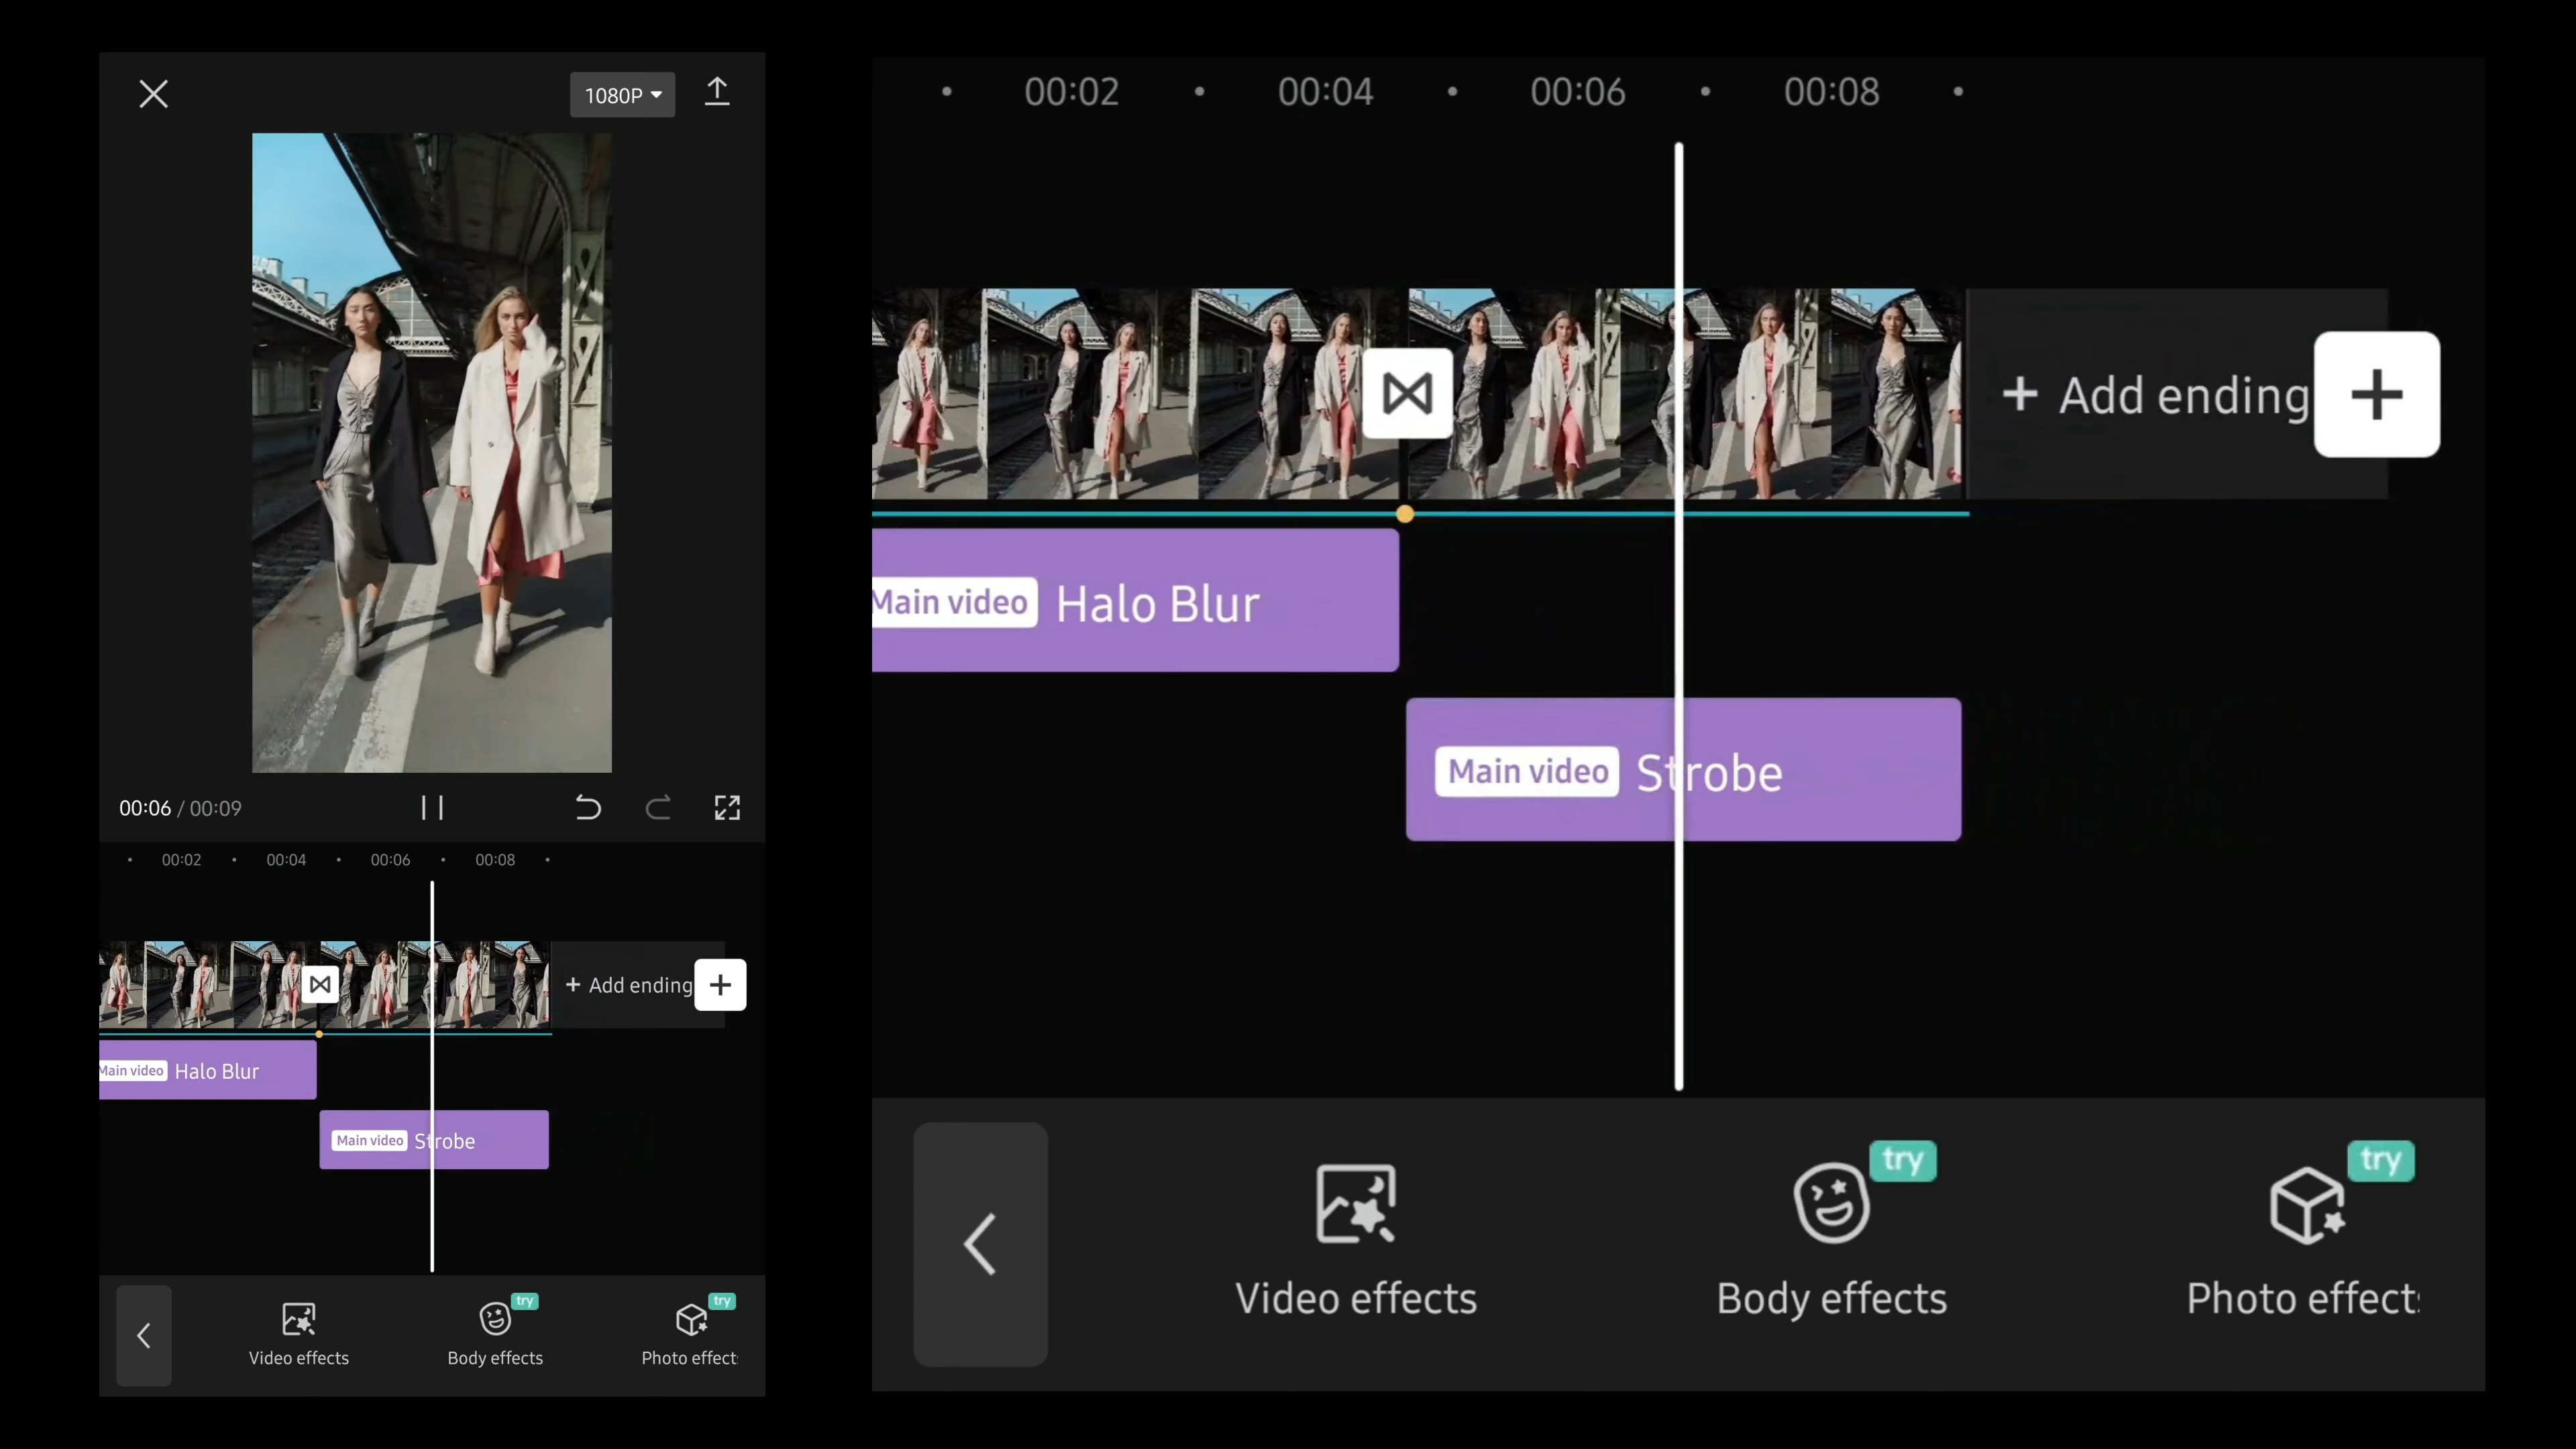 1080P
00:06 / 00:09
00:02 00:04 00:06 00:08
+ Add ending
Main video Halo Blur
Main video Strobe
try try
Video effects Body effects Photo effect
00:02 00:04 00:06 00:08
+ Add ending
Main video Halo Blur
Main video Strobe
try try
Video effects Body effects Photo effects